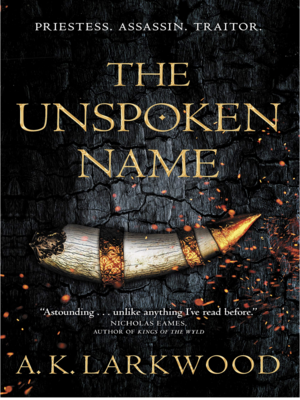 PRIESTESS. ASSASSIN. TRAITOR.
THE
UNSPOKEN
NAME
“Astounding . . . unlike anything I’ve read before.”
NICHOLAS EAMES,
AUTHOR OF KINGS OF THE WYLD
A. K. LARKWOOD